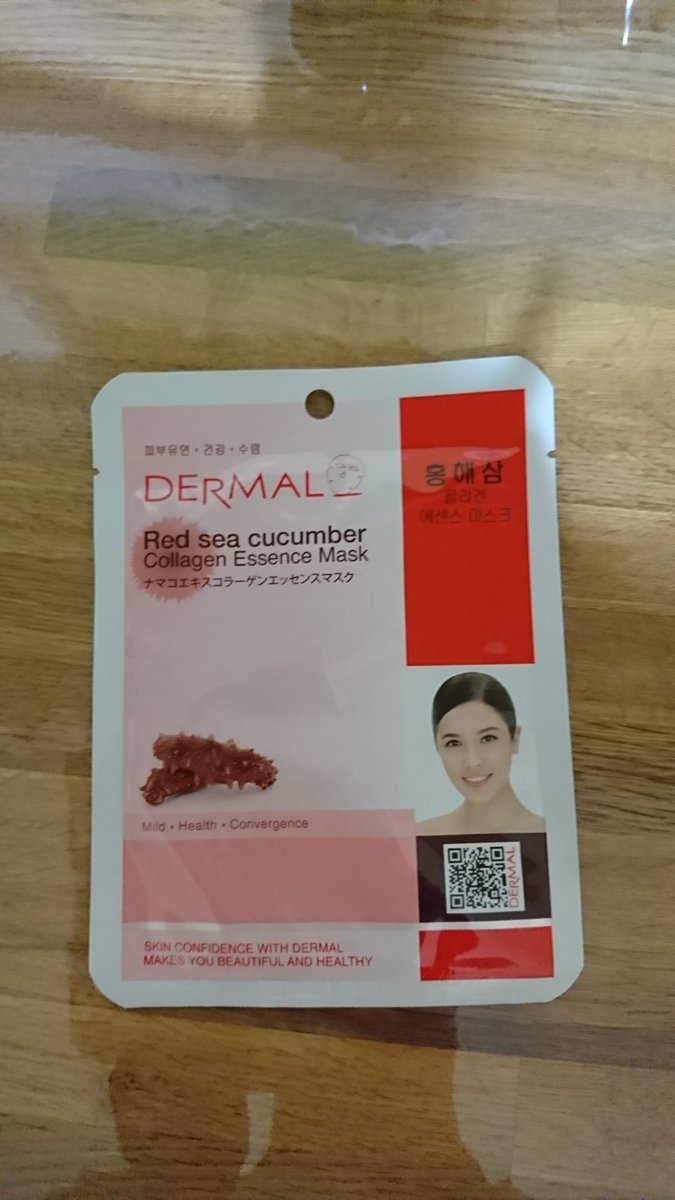 피부유연 • 건강 • 수렴
DERMAL
Red sea cucumber
Collagen Essence Mask
ナマコエキスコラーゲンエッセンスマスク
홍해삼
콜라겐
에센스 마스크
Mild • Health • Convergence
DERMAL
SKIN CONFIDENCE WITH DERMAL
MAKES YOU BEAUTIFUL AND HEALTHY